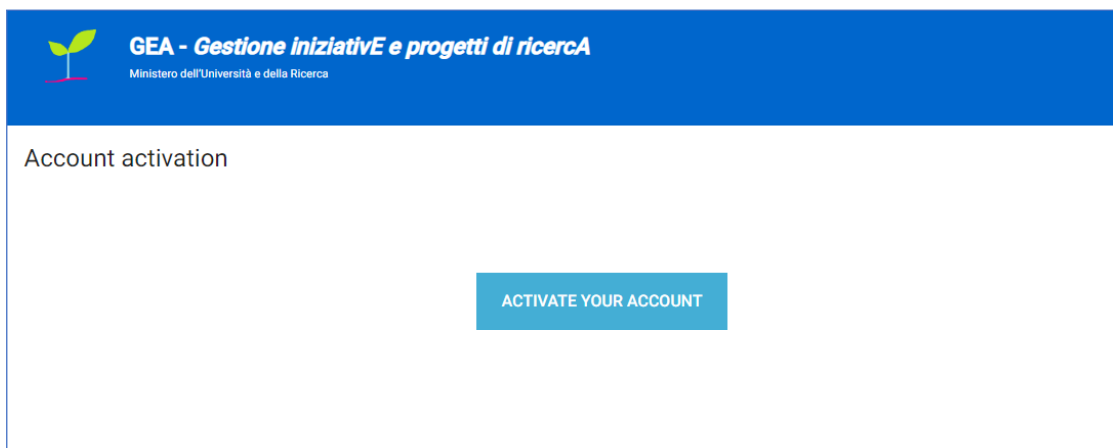 GEA - Gestione iniziativE e progetti di ricercA
Ministero dell'Università e della Ricerca
Account activation
ACTIVATE YOUR ACCOUNT